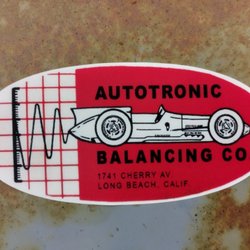 AUTOTRONIC
BALANCING CO
1741 CHERRY AV
LONG BEACH, CALIF.